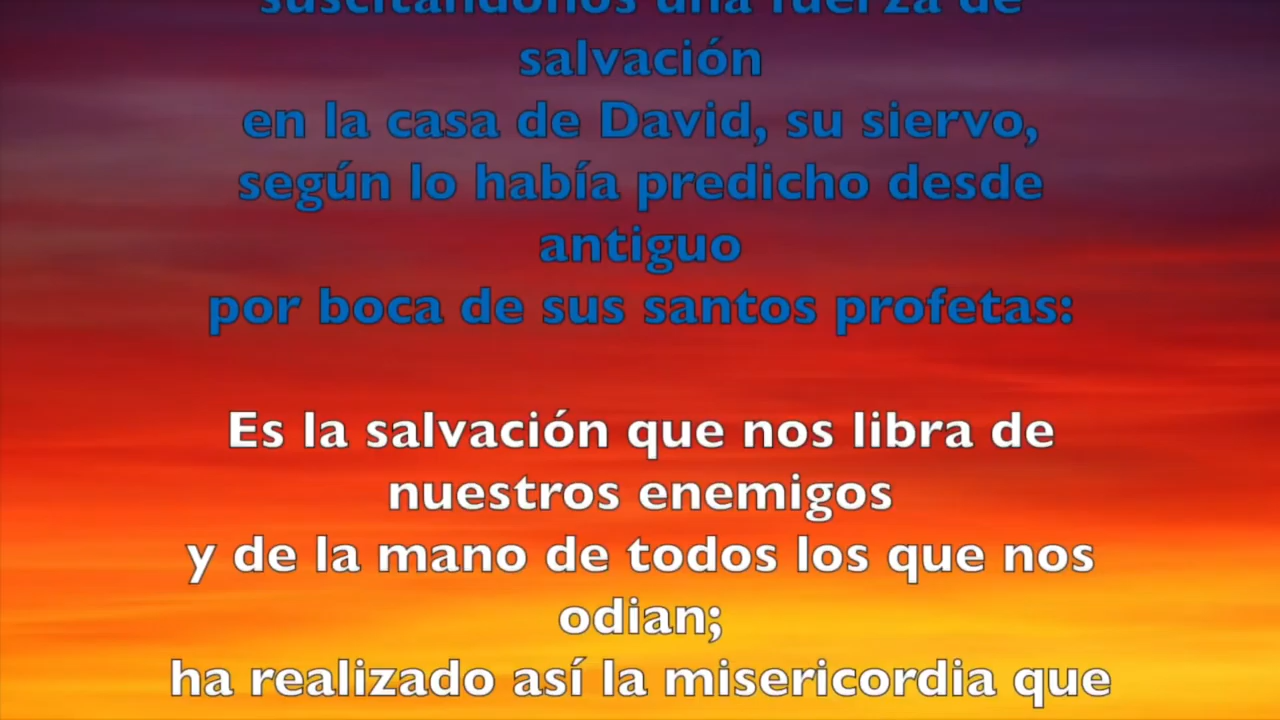 suscitándonos una fuerza de
salvación
en la casa de David, su siervo,
según lo había predicho desde
antiguo
por boca de sus santos profetas:
Es la salvación que nos libra de
nuestros enemigos
y de la mano de todos los que nos
odian;
ha realizado así la misericordia que